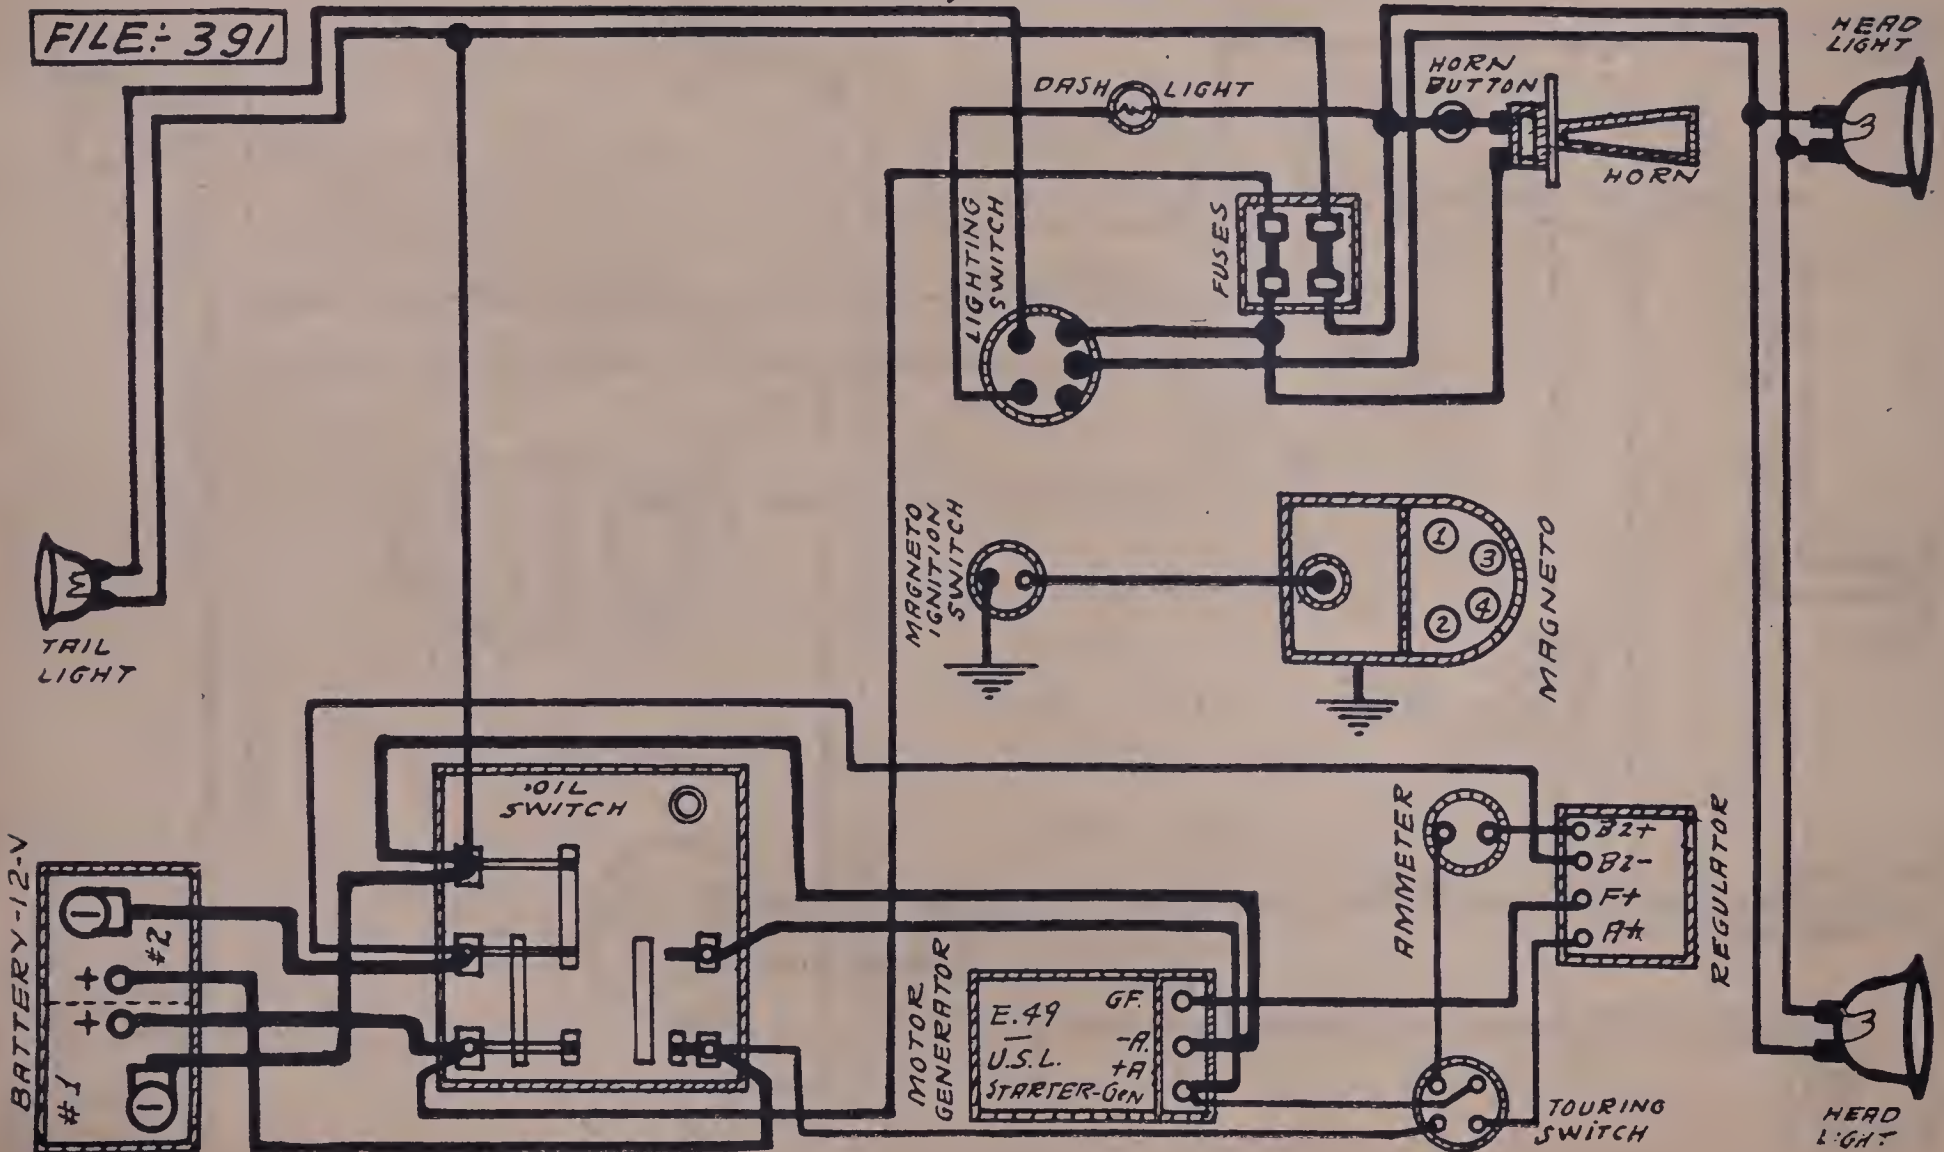 FILE:- 391
HEAD
LIGHT
DASH LIGHT
HORN
BUTTON
HORN
LIGHTING
SWITCH
FUSES
MAGNETO
IGNITION
SWITCH
1
3
4
2
MAGNETO
TAIL
LIGHT
OIL
SWITCH
BATTERY-12-V
#2
+
+
#1
MOTOR
GENERATOR
E.49
U.S.L.
STARTER-GEN
GF.
-A.
+A
AMMETER
B2+
B2-
F+
A+
REGULATOR
TOURING
SWITCH
HEAD
LIGHT